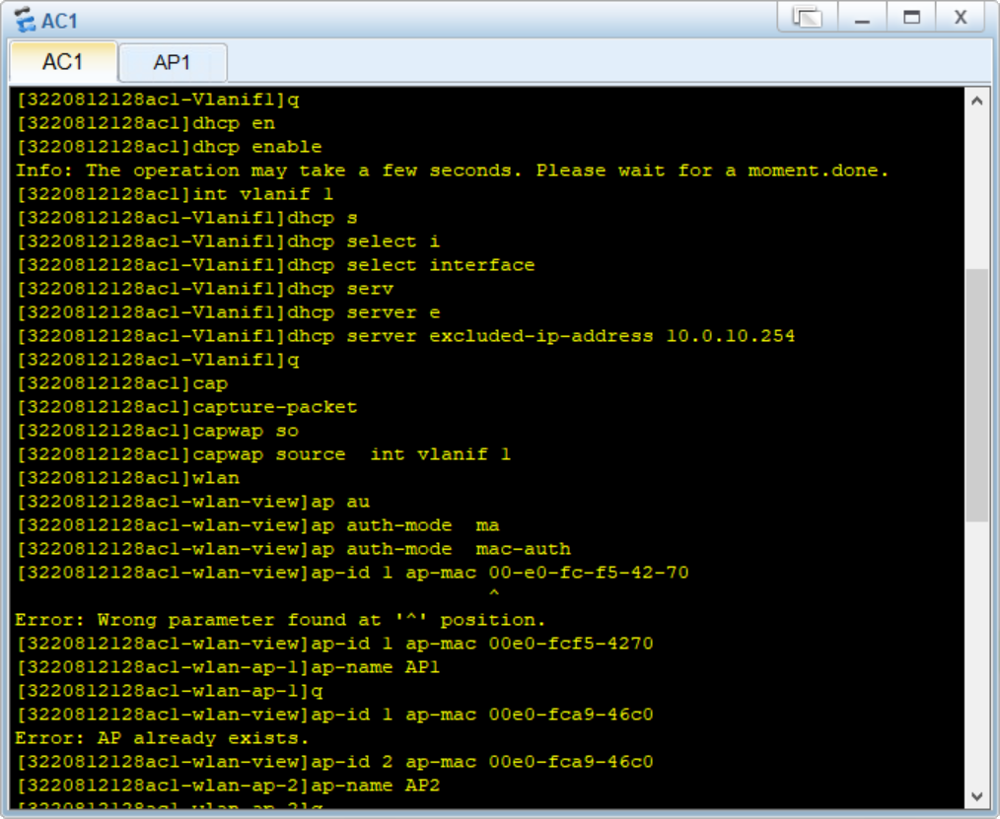 AC1
AC1
AP1
[3220812128ac1-Vlanif1]q
[3220812128ac1]dhcp en
[3220812128ac1]dhcp enable
Info: The operation may take a few seconds. Please wait for a moment.done.
[3220812128ac1]int vlanif 1
[3220812128ac1-Vlanif1]dhcp s
[3220812128ac1-Vlanif1]dhcp select i
[3220812128ac1-Vlanif1]dhcp select interface
[3220812128ac1-Vlanif1]dhcp serv
[3220812128ac1-Vlanif1]dhcp server e
[3220812128ac1-Vlanif1]dhcp server excluded-ip-address 10.0.10.254
[3220812128ac1-Vlanif1]q
[3220812128ac1]cap
[3220812128ac1]capture-packet
[3220812128ac1]capwap so
[3220812128ac1]capwap source  int vlanif 1
[3220812128ac1]wlan
[3220812128ac1-wlan-view]ap au
[3220812128ac1-wlan-view]ap auth-mode  ma
[3220812128ac1-wlan-view]ap auth-mode  mac-auth
[3220812128ac1-wlan-view]ap-id 1 ap-mac 00-e0-fc-f5-42-70
^
Error: Wrong parameter found at '^' position.
[3220812128ac1-wlan-view]ap-id 1 ap-mac 00e0-fcf5-4270
[3220812128ac1-wlan-ap-1]ap-name AP1
[3220812128ac1-wlan-ap-1]q
[3220812128ac1-wlan-view]ap-id 1 ap-mac 00e0-fca9-46c0
Error: AP already exists.
[3220812128ac1-wlan-view]ap-id 2 ap-mac 00e0-fca9-46c0
[3220812128ac1-wlan-ap-2]ap-name AP2
[3220812128ac1-wlan-ap-2]q